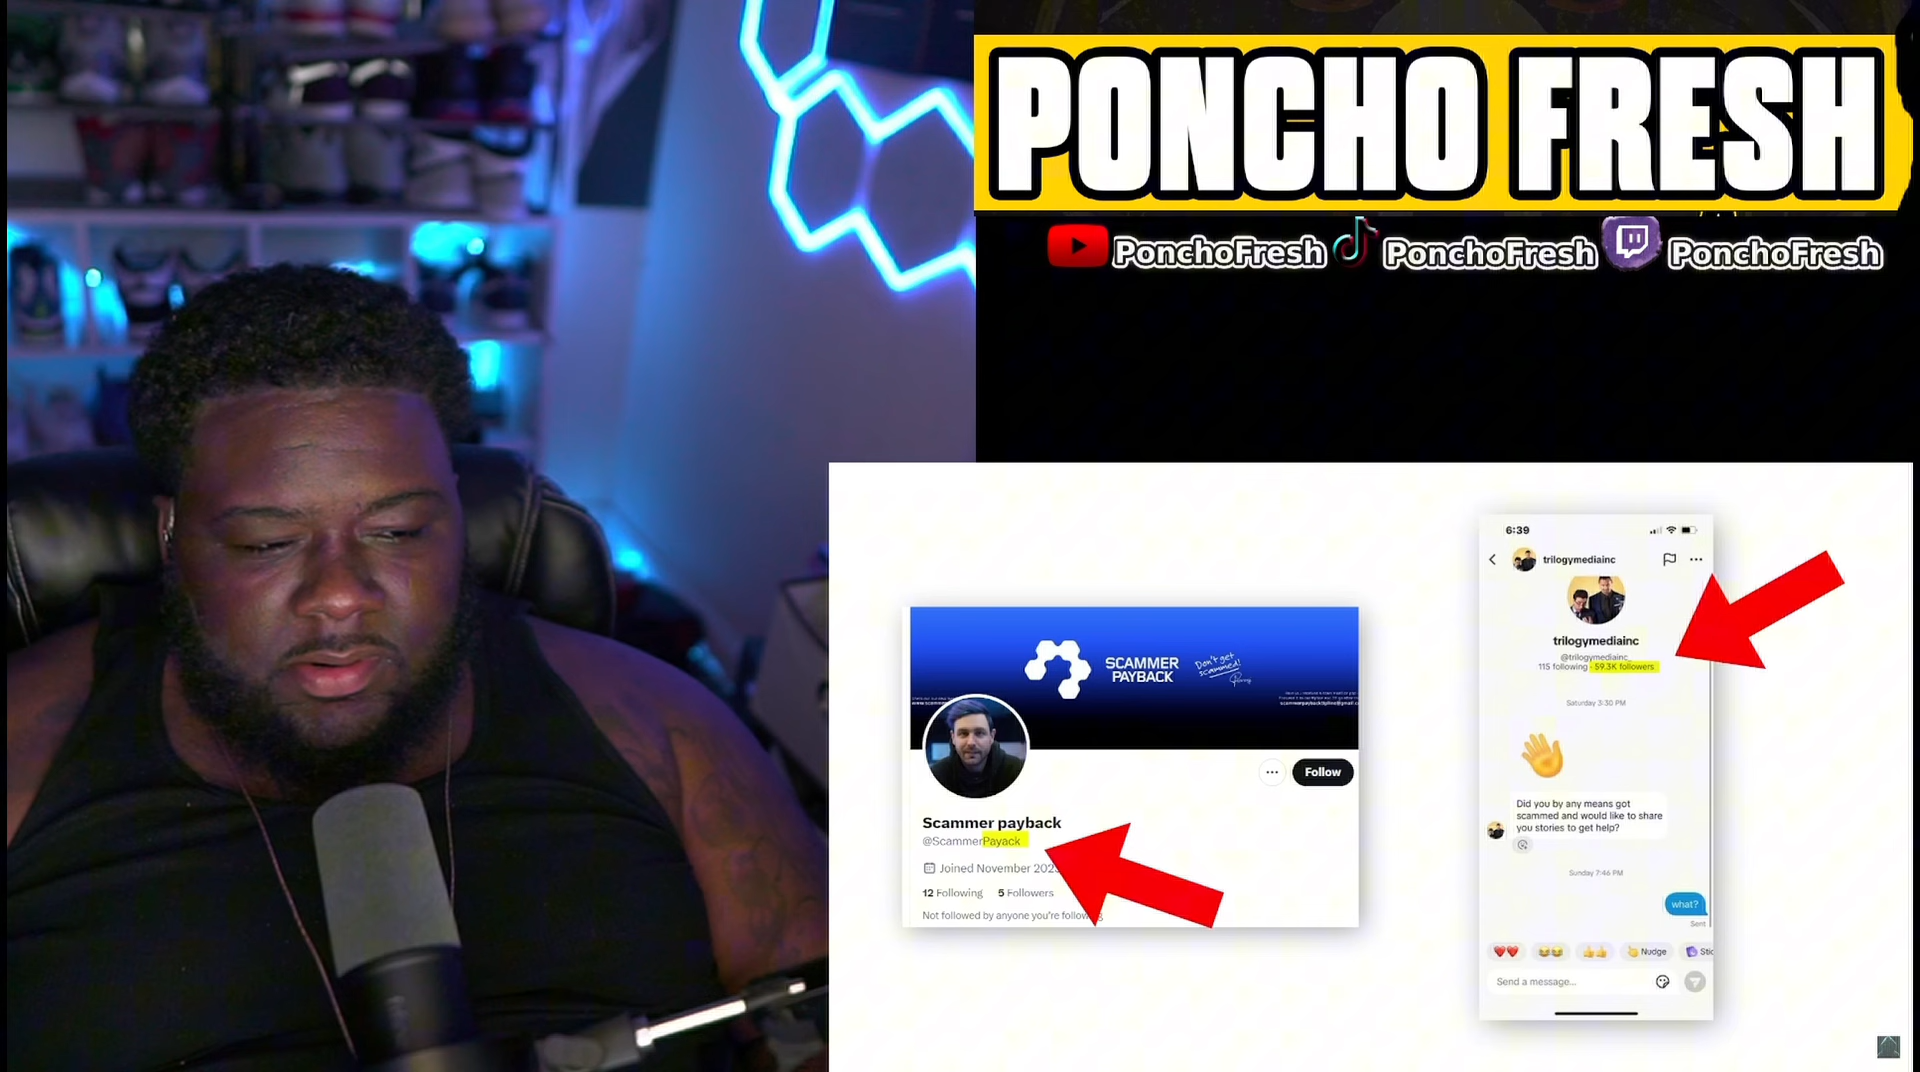 PONCHO FRESH
PonchoFresh PonchoFresh PonchoFresh
SCAMMER
PAYBACK
Don't get
scammed!
Follow
Scammer payback
@ScammerPayack
Joined November 202
12 Following 5 Followers
Not followed by anyone you're following
6:39
trilogymediainc
trilogymediainc
@trilogymediainc_
115 following 59.3K followers
Saturday 3:30 PM
Did you by any means got
scammed and would like to share
you stories to get help?
Sunday 7:46 PM
what?
Sent
Nudge
Stic
Send a message...